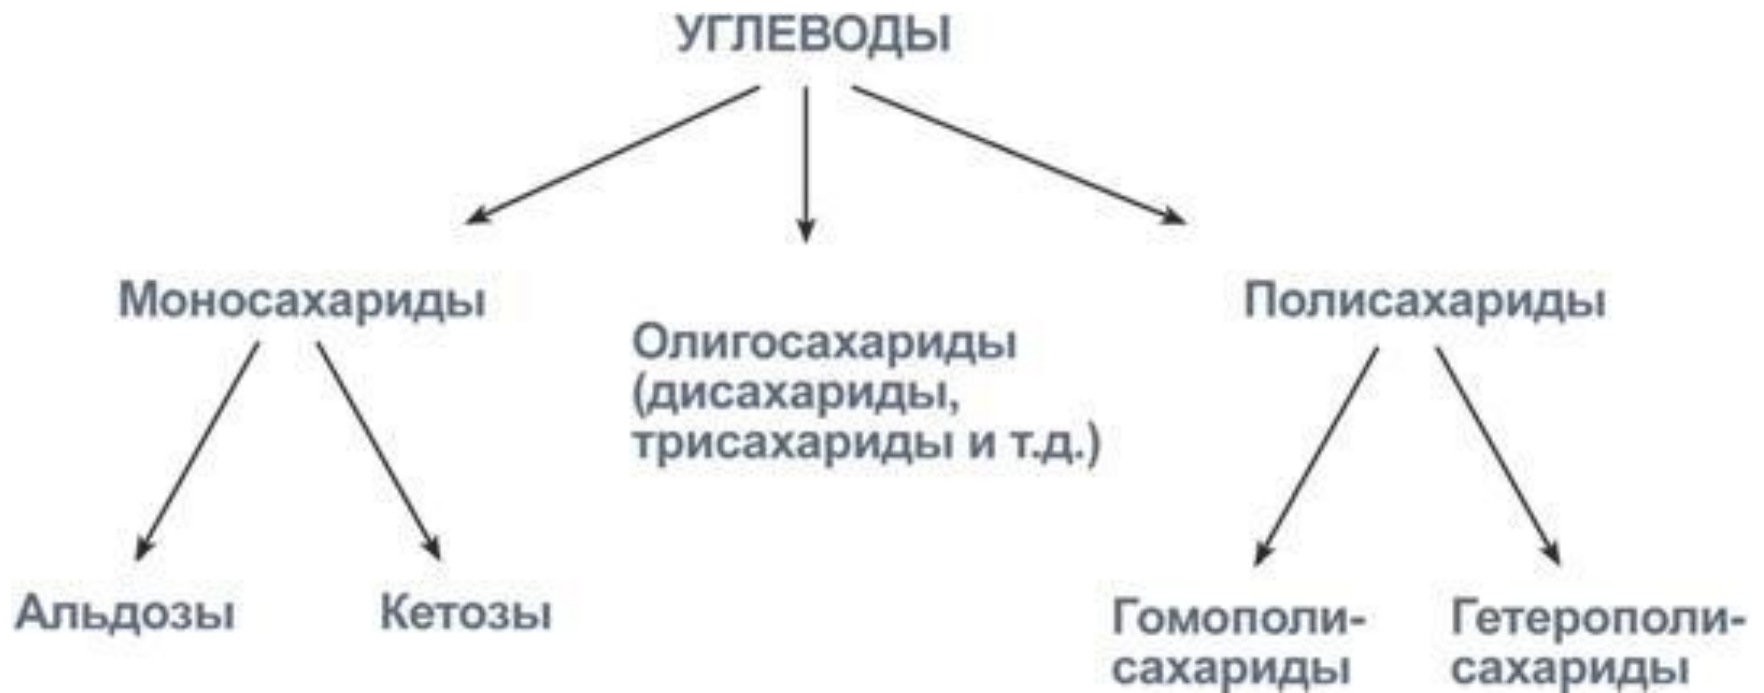 УГЛЕВОДЫ
Моносахариды
Полисахариды
Олигосахариды
(дисахариды,
трисахариды и т.д.)
Альдозы
Кетозы
Гомополи-
сахариды
Гетерополи-
сахариды